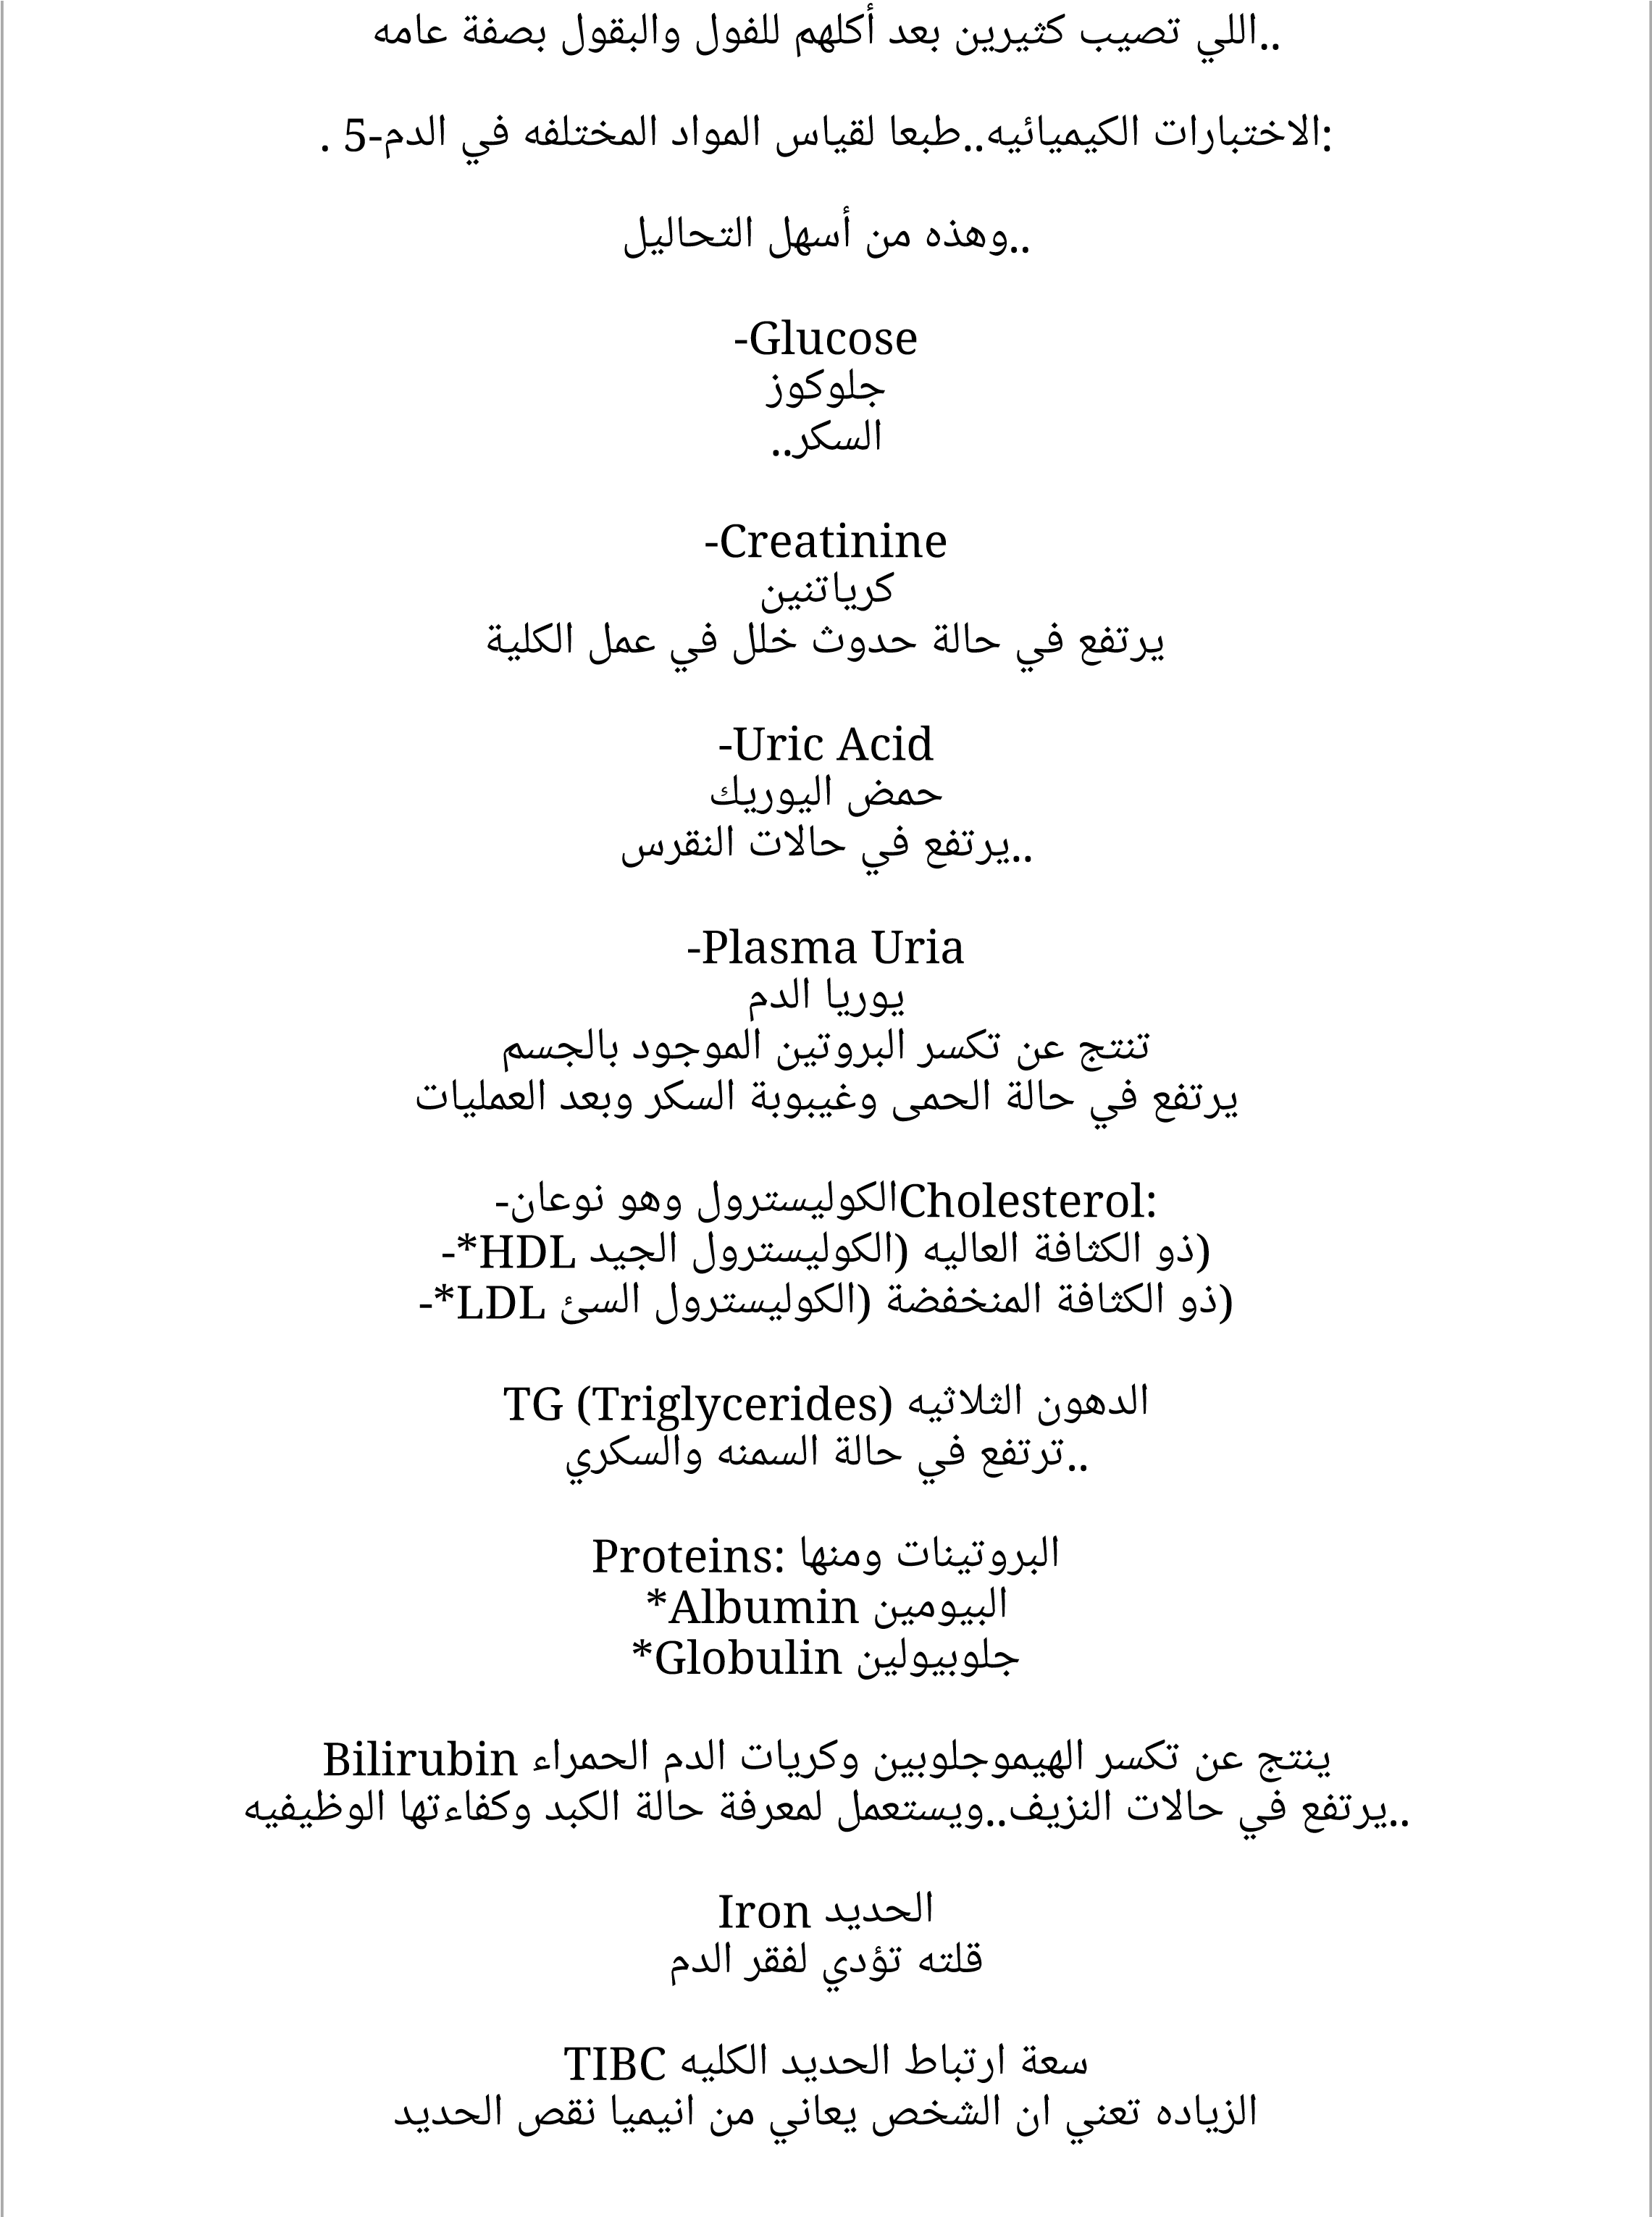 اللي تصيب كثيرين بعد أكلهم للفول والبقول بصفة عامه..
الاختبارات الكيميائيه..طبعا لقياس المواد المختلفه في الدم-5 .:
وهذه من أسهل التحاليل..
-Glucose
جلوكوز
السكر..
-Creatinine
كرياتنين
يرتفع في حالة حدوث خلل في عمل الكلية
-Uric Acid
حمض اليوريك
يرتفع في حالات النقرس..
-Plasma Uria
يوريا الدم
تنتج عن تكسر البروتين الموجود بالجسم
يرتفع في حالة الحمى وغيبوبة السكر وبعد العمليات
-الكوليسترول وهو نوعانCholesterol:
-*HDL ذو الكثافة العاليه (الكوليسترول الجيد)
-*LDL ذو الكثافة المنخفضة (الكوليسترول السئ)
TG (Triglycerides) الدهون الثلاثيه
ترتفع في حالة السمنه والسكري..
Proteins: البروتينات ومنها
*Albumin البيومين
*Globulin جلوبيولين
Bilirubin ينتج عن تكسر الهيموجلوبين وكريات الدم الحمراء
يرتفع في حالات النزيف..ويستعمل لمعرفة حالة الكبد وكفاءتها الوظيفيه..
Iron الحديد
قلته تؤدي لفقر الدم
TIBC سعة ارتباط الحديد الكليه
الزياده تعني ان الشخص يعاني من انيميا نقص الحديد